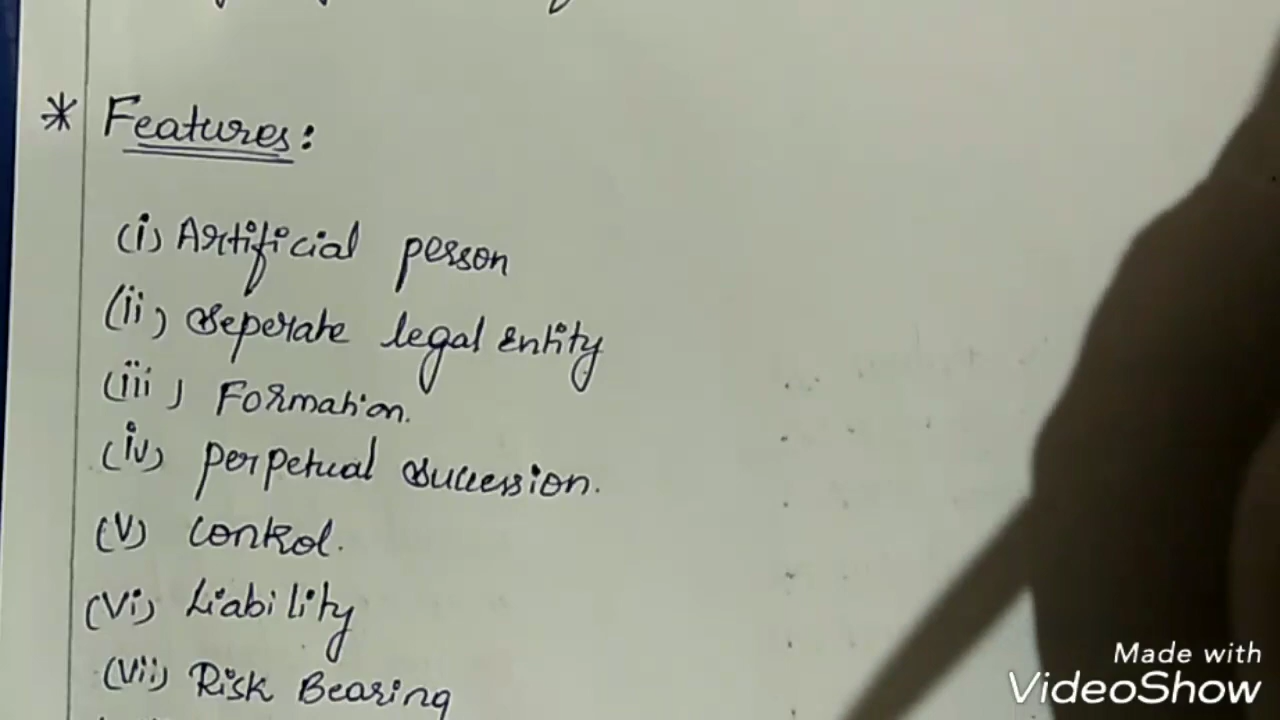 * Features:
(i) Artificial person
(ii) Seperate legal Entity
(iii) Formation.
(iv) perpetual succession.
(v) control.
(vi) Liability
(vii) Risk Bearing
Made with
VideoShow